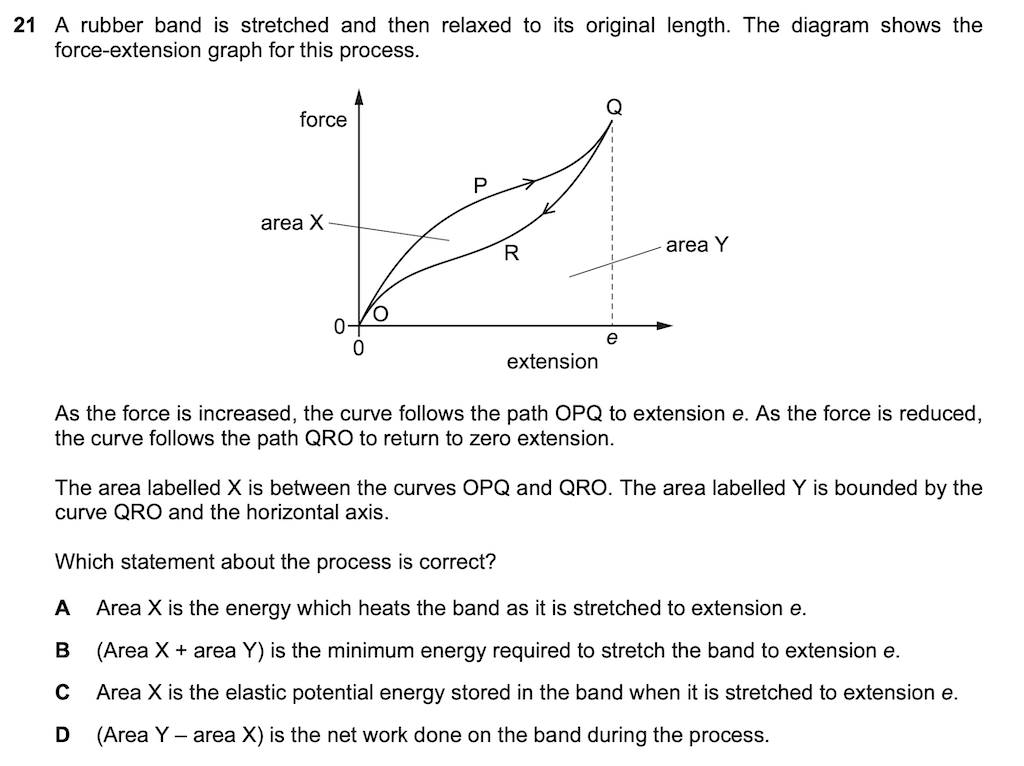 21 A rubber band is stretched and then relaxed to its original length. The diagram shows the
force-extension graph for this process.
Q
force
P
area X
area Y
R
O
0
0
e
extension
As the force is increased, the curve follows the path OPQ to extension e. As the force is reduced,
the curve follows the path QRO to return to zero extension.
The area labelled X is between the curves OPQ and QRO. The area labelled Y is bounded by the
curve QRO and the horizontal axis.
Which statement about the process is correct?
A Area X is the energy which heats the band as it is stretched to extension e.
B (Area X + area Y) is the minimum energy required to stretch the band to extension e.
C Area X is the elastic potential energy stored in the band when it is stretched to extension e.
D (Area Y – area X) is the net work done on the band during the process.